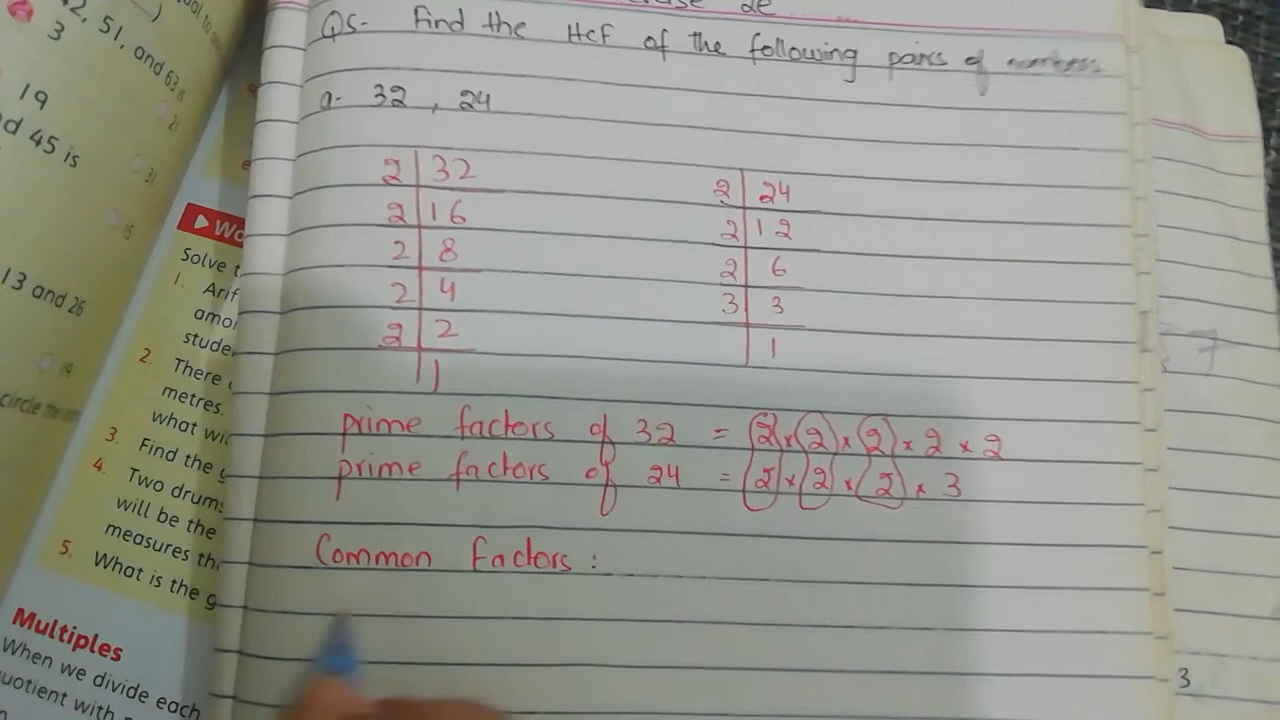 2, 51, and 63
3
19
d 45 is
13 and 26
19
Solve t
1. Arif
amo
stude
2. There
metres.
what wi
3. Find the g
4. Two drum
will be the
measures th
5. What is the g
Multiples
When we divide each
uotient with
2e
Q5- Find the HCF of the following pairs of
a- 32 , 24
2 32
2 16
2 8
2 4
2 2
1
2 24
2 12
2 6
3 3
1
prime factors of 32 = 2 × 2 × 2 × 2 × 2
prime factors of 24 = 2 × 2 × 2 × 3
Common factors :
3